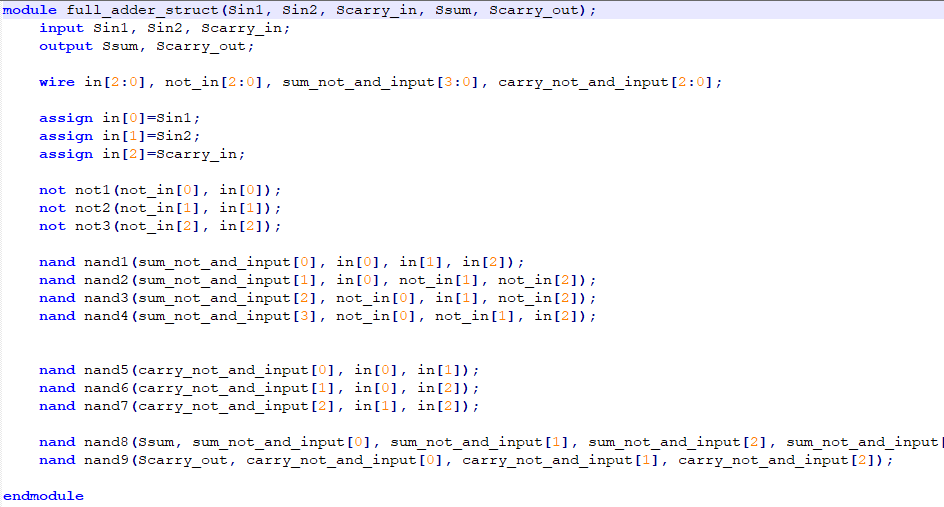 module full_adder_struct(Sin1, Sin2, Scarry_in, Ssum, Scarry_out);
input Sin1, Sin2, Scarry_in;
output Ssum, Scarry_out;
wire in[2:0], not_in[2:0], sum_not_and_input[3:0], carry_not_and_input[2:0];
assign in[0]=Sin1;
assign in[1]=Sin2;
assign in[2]=Scarry_in;
not not1(not_in[0], in[0]);
not not2(not_in[1], in[1]);
not not3(not_in[2], in[2]);
nand nand1(sum_not_and_input[0], in[0], in[1], in[2]);
nand nand2(sum_not_and_input[1], in[0], not_in[1], not_in[2]);
nand nand3(sum_not_and_input[2], not_in[0], in[1], not_in[2]);
nand nand4(sum_not_and_input[3], not_in[0], not_in[1], in[2]);
nand nand5(carry_not_and_input[0], in[0], in[1]);
nand nand6(carry_not_and_input[1], in[0], in[2]);
nand nand7(carry_not_and_input[2], in[1], in[2]);
nand nand8(Ssum, sum_not_and_input[0], sum_not_and_input[1], sum_not_and_input[2], sum_not_and_input[
nand nand9(Scarry_out, carry_not_and_input[0], carry_not_and_input[1], carry_not_and_input[2]);
endmodule